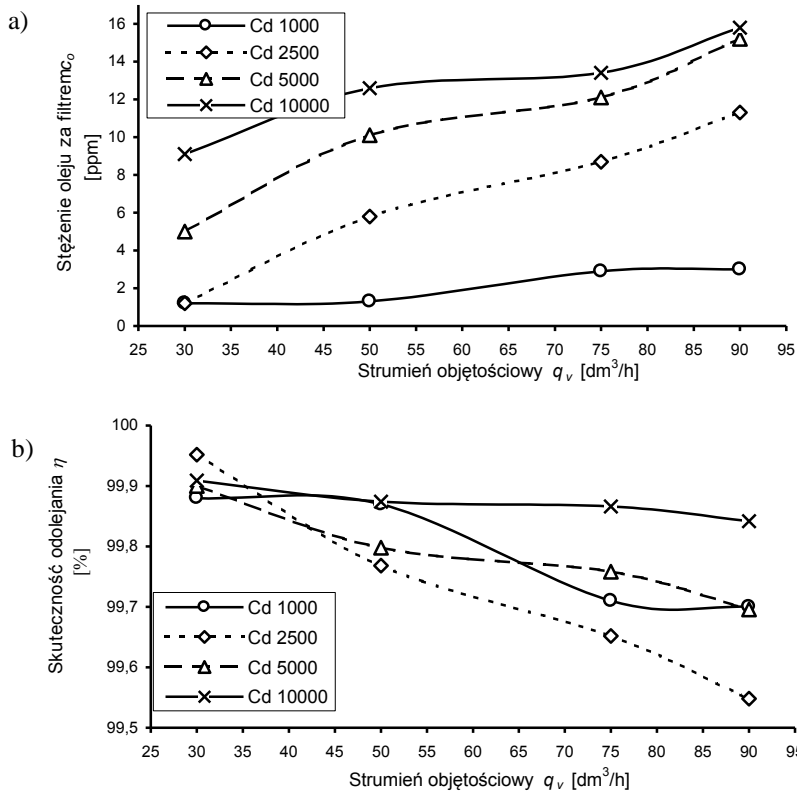 a)
Stężenie oleju za filtrem c_o
[ppm]
16
14
12
10
8
6
4
2
0
Cd 1000
Cd 2500
Cd 5000
Cd 10000
25 30 35 40 45 50 55 60 65 70 75 80 85 90 95
Strumień objętościowy q_v [dm³/h]
b)
Skuteczność odolejania η
[%]
100
99,9
99,8
99,7
99,6
99,5
Cd 1000
Cd 2500
Cd 5000
Cd 10000
25 30 35 40 45 50 55 60 65 70 75 80 85 90 95
Strumień objętościowy q_v [dm³/h]